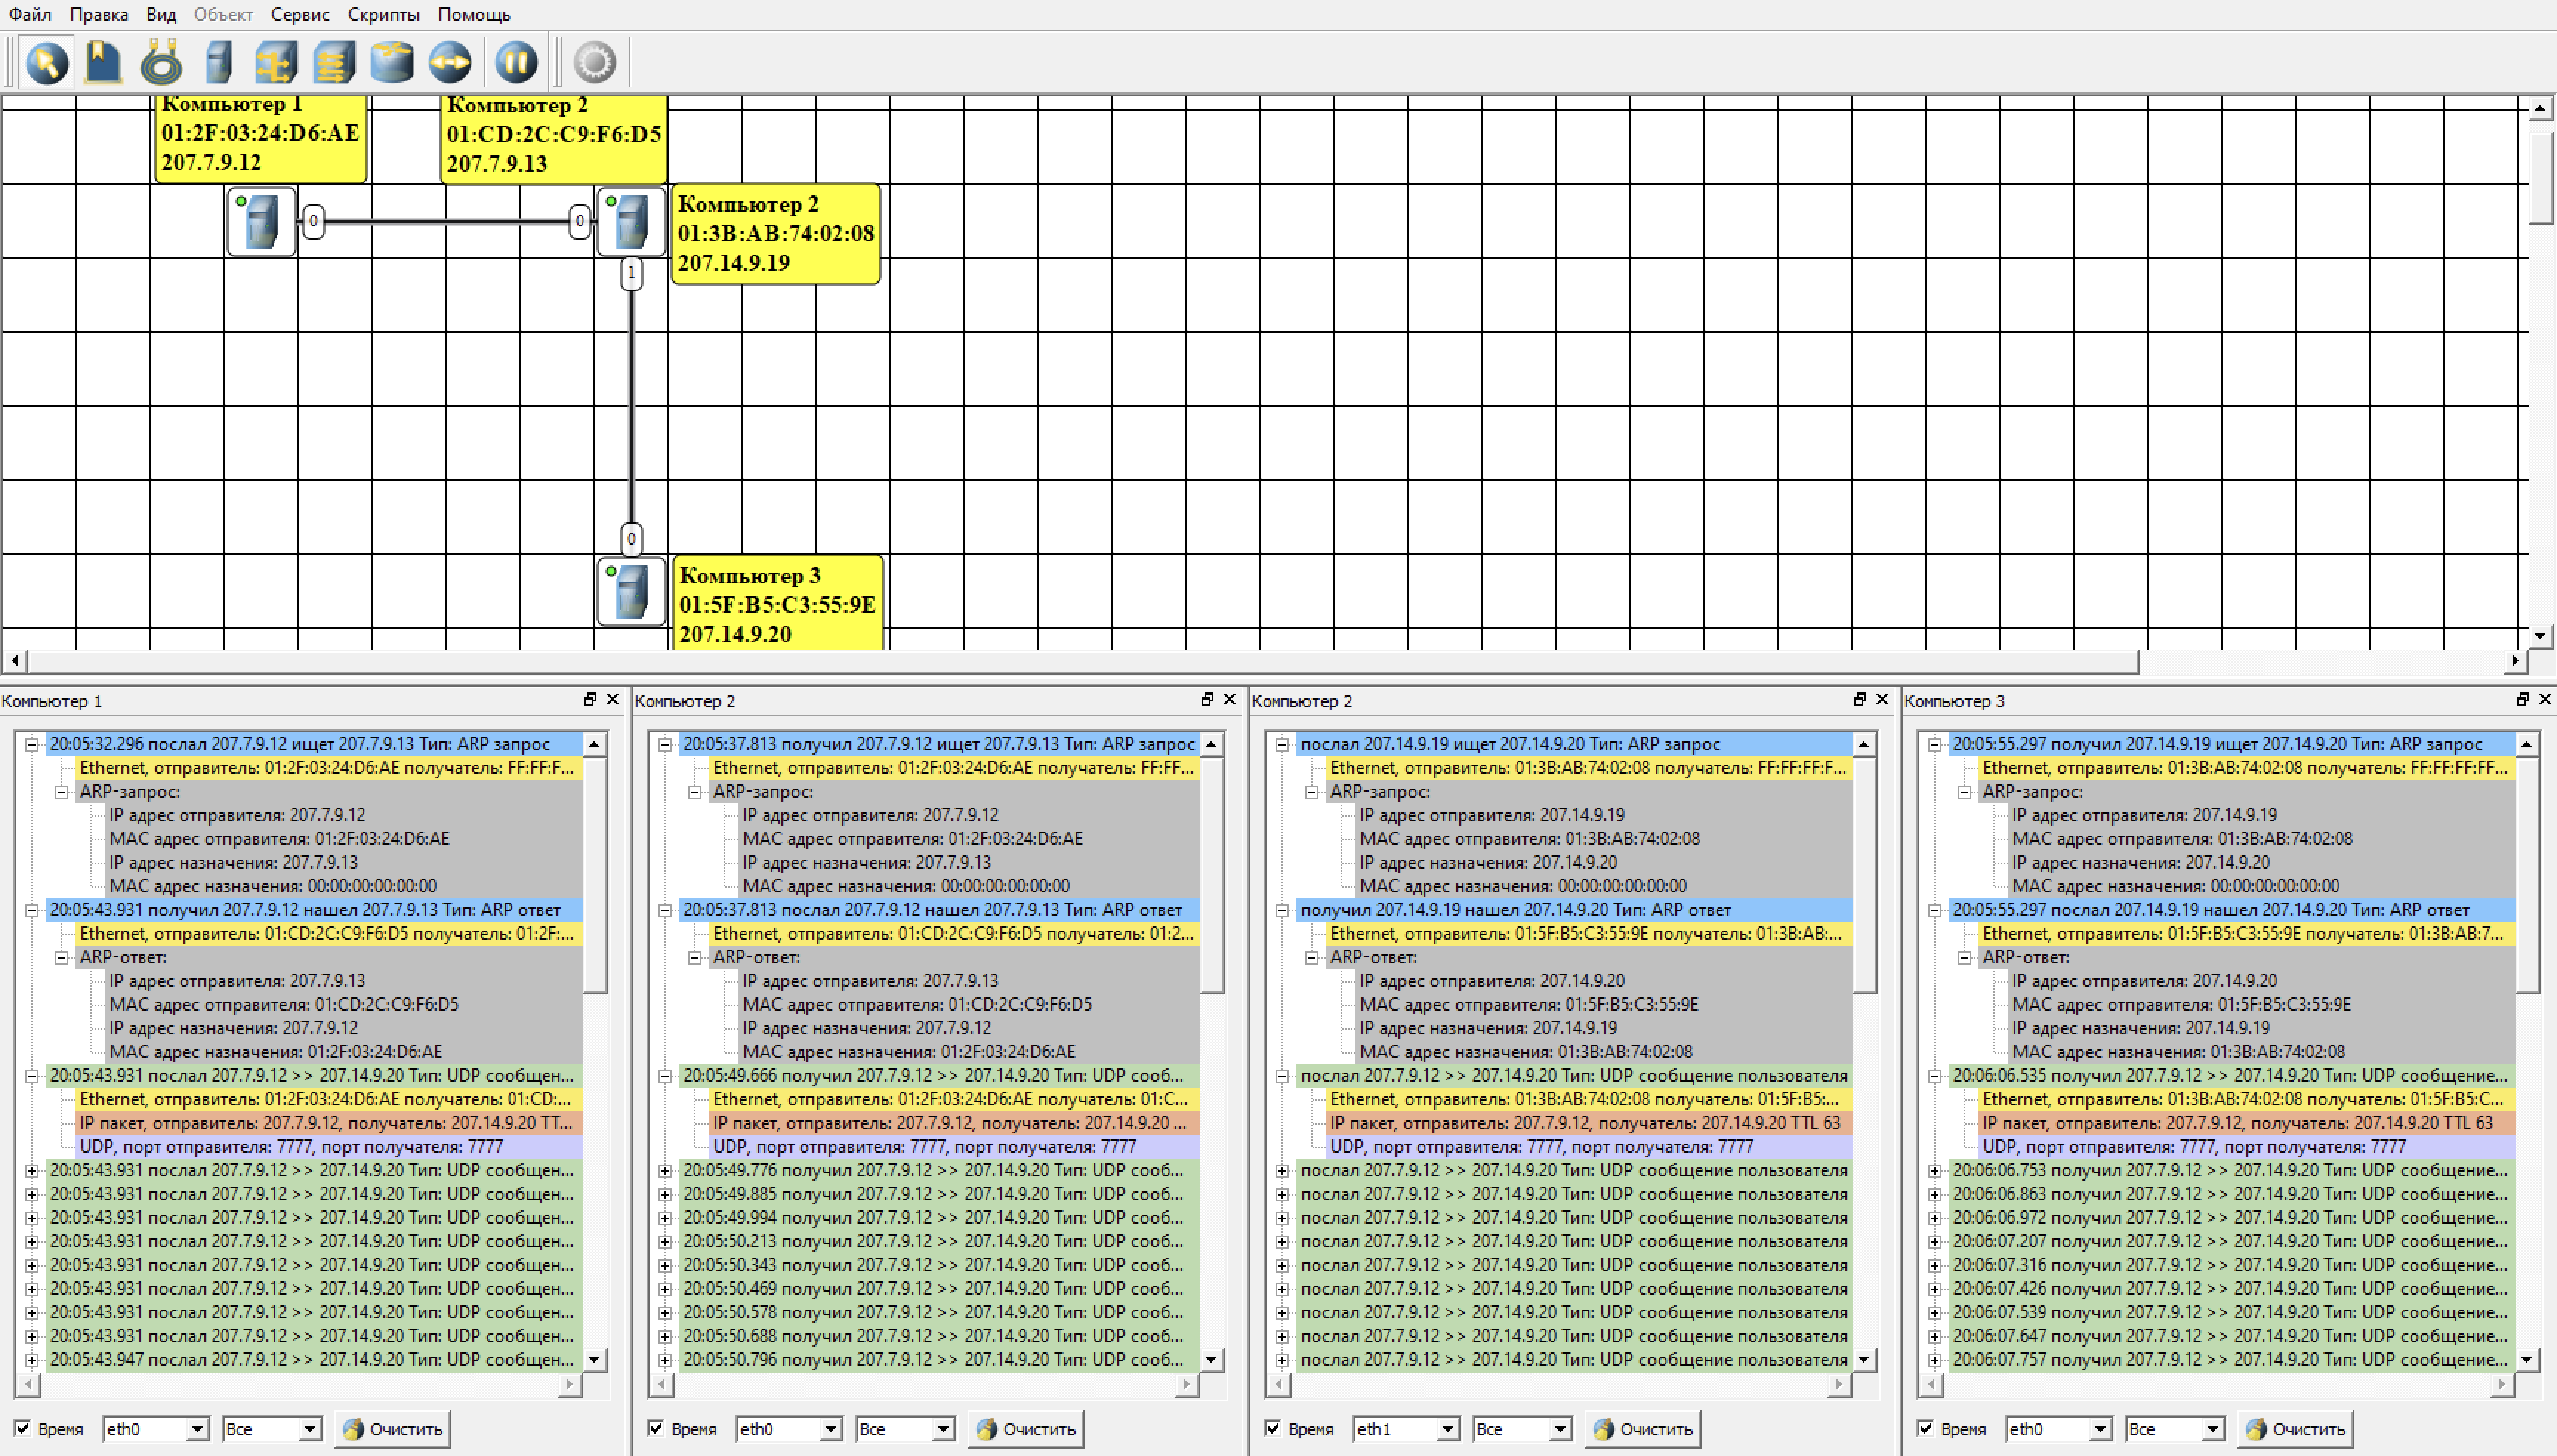 Файл Правка Вид Объект Сервис Скрипты Помощь
Компьютер 1
01:2F:03:24:D6:AE
207.7.9.12
Компьютер 2
01:CD:2C:C9:F6:D5
207.7.9.13
0
0
Компьютер 2
01:3B:AB:74:02:08
207.14.9.19
1
0
Компьютер 3
01:5F:B5:C3:55:9E
207.14.9.20
Компьютер 1
20:05:32.296 послал 207.7.9.12 ищет 207.7.9.13 Тип: ARP запрос
Ethernet, отправитель: 01:2F:03:24:D6:AE получатель: FF:FF:F...
ARP-запрос:
IP адрес отправителя: 207.7.9.12
MAC адрес отправителя: 01:2F:03:24:D6:AE
IP адрес назначения: 207.7.9.13
MAC адрес назначения: 00:00:00:00:00:00
20:05:43.931 получил 207.7.9.12 нашел 207.7.9.13 Тип: ARP ответ
Ethernet, отправитель: 01:CD:2C:C9:F6:D5 получатель: 01:2F:...
ARP-ответ:
IP адрес отправителя: 207.7.9.13
MAC адрес отправителя: 01:CD:2C:C9:F6:D5
IP адрес назначения: 207.7.9.12
MAC адрес назначения: 01:2F:03:24:D6:AE
20:05:43.931 послал 207.7.9.12 >> 207.14.9.20 Тип: UDP сообщен...
Ethernet, отправитель: 01:2F:03:24:D6:AE получатель: 01:CD:...
IP пакет, отправитель: 207.7.9.12, получатель: 207.14.9.20 TT...
UDP, порт отправителя: 7777, порт получателя: 7777
20:05:43.931 послал 207.7.9.12 >> 207.14.9.20 Тип: UDP сообщен...
20:05:43.931 послал 207.7.9.12 >> 207.14.9.20 Тип: UDP сообщен...
20:05:43.931 послал 207.7.9.12 >> 207.14.9.20 Тип: UDP сообщен...
20:05:43.931 послал 207.7.9.12 >> 207.14.9.20 Тип: UDP сообщен...
20:05:43.931 послал 207.7.9.12 >> 207.14.9.20 Тип: UDP сообщен...
20:05:43.931 послал 207.7.9.12 >> 207.14.9.20 Тип: UDP сообщен...
20:05:43.931 послал 207.7.9.12 >> 207.14.9.20 Тип: UDP сообщен...
20:05:43.931 послал 207.7.9.12 >> 207.14.9.20 Тип: UDP сообщен...
20:05:43.947 послал 207.7.9.12 >> 207.14.9.20 Тип: UDP сообщен...
Время eth0 Все Очистить
Компьютер 2
20:05:37.813 получил 207.7.9.12 ищет 207.7.9.13 Тип: ARP запрос
Ethernet, отправитель: 01:2F:03:24:D6:AE получатель: FF:FF...
ARP-запрос:
IP адрес отправителя: 207.7.9.12
MAC адрес отправителя: 01:2F:03:24:D6:AE
IP адрес назначения: 207.7.9.13
MAC адрес назначения: 00:00:00:00:00:00
20:05:37.813 послал 207.7.9.12 нашел 207.7.9.13 Тип: ARP ответ
Ethernet, отправитель: 01:CD:2C:C9:F6:D5 получатель: 01:2...
ARP-ответ:
IP адрес отправителя: 207.7.9.13
MAC адрес отправителя: 01:CD:2C:C9:F6:D5
IP адрес назначения: 207.7.9.12
MAC адрес назначения: 01:2F:03:24:D6:AE
20:05:49.666 получил 207.7.9.12 >> 207.14.9.20 Тип: UDP сооб...
Ethernet, отправитель: 01:2F:03:24:D6:AE получатель: 01:C...
IP пакет, отправитель: 207.7.9.12, получатель: 207.14.9.20 ...
UDP, порт отправителя: 7777, порт получателя: 7777
20:05:49.776 получил 207.7.9.12 >> 207.14.9.20 Тип: UDP сооб...
20:05:49.885 получил 207.7.9.12 >> 207.14.9.20 Тип: UDP сооб...
20:05:49.994 получил 207.7.9.12 >> 207.14.9.20 Тип: UDP сооб...
20:05:50.213 получил 207.7.9.12 >> 207.14.9.20 Тип: UDP сооб...
20:05:50.343 получил 207.7.9.12 >> 207.14.9.20 Тип: UDP сооб...
20:05:50.469 получил 207.7.9.12 >> 207.14.9.20 Тип: UDP сооб...
20:05:50.578 получил 207.7.9.12 >> 207.14.9.20 Тип: UDP сооб...
20:05:50.688 получил 207.7.9.12 >> 207.14.9.20 Тип: UDP сооб...
20:05:50.796 получил 207.7.9.12 >> 207.14.9.20 Тип: UDP сооб...
Время eth0 Все Очистить
Компьютер 2
послал 207.14.9.19 ищет 207.14.9.20 Тип: ARP запрос
Ethernet, отправитель: 01:3B:AB:74:02:08 получатель: FF:FF:FF:F...
ARP-запрос:
IP адрес отправителя: 207.14.9.19
MAC адрес отправителя: 01:3B:AB:74:02:08
IP адрес назначения: 207.14.9.20
MAC адрес назначения: 00:00:00:00:00:00
получил 207.14.9.19 нашел 207.14.9.20 Тип: ARP ответ
Ethernet, отправитель: 01:5F:B5:C3:55:9E получатель: 01:3B:AB:...
ARP-ответ:
IP адрес отправителя: 207.14.9.20
MAC адрес отправителя: 01:5F:B5:C3:55:9E
IP адрес назначения: 207.14.9.19
MAC адрес назначения: 01:3B:AB:74:02:08
послал 207.7.9.12 >> 207.14.9.20 Тип: UDP сообщение пользователя
Ethernet, отправитель: 01:3B:AB:74:02:08 получатель: 01:5F:B5:...
IP пакет, отправитель: 207.7.9.12, получатель: 207.14.9.20 TTL 63
UDP, порт отправителя: 7777, порт получателя: 7777
послал 207.7.9.12 >> 207.14.9.20 Тип: UDP сообщение пользователя
послал 207.7.9.12 >> 207.14.9.20 Тип: UDP сообщение пользователя
послал 207.7.9.12 >> 207.14.9.20 Тип: UDP сообщение пользователя
послал 207.7.9.12 >> 207.14.9.20 Тип: UDP сообщение пользователя
послал 207.7.9.12 >> 207.14.9.20 Тип: UDP сообщение пользователя
послал 207.7.9.12 >> 207.14.9.20 Тип: UDP сообщение пользователя
послал 207.7.9.12 >> 207.14.9.20 Тип: UDP сообщение пользователя
послал 207.7.9.12 >> 207.14.9.20 Тип: UDP сообщение пользователя
послал 207.7.9.12 >> 207.14.9.20 Тип: UDP сообщение пользователя
Время eth1 Все Очистить
Компьютер 3
20:05:55.297 получил 207.14.9.19 ищет 207.14.9.20 Тип: ARP запрос
Ethernet, отправитель: 01:3B:AB:74:02:08 получатель: FF:FF:FF:FF...
ARP-запрос:
IP адрес отправителя: 207.14.9.19
MAC адрес отправителя: 01:3B:AB:74:02:08
IP адрес назначения: 207.14.9.20
MAC адрес назначения: 00:00:00:00:00:00
20:05:55.297 послал 207.14.9.19 нашел 207.14.9.20 Тип: ARP ответ
Ethernet, отправитель: 01:5F:B5:C3:55:9E получатель: 01:3B:AB:7...
ARP-ответ:
IP адрес отправителя: 207.14.9.20
MAC адрес отправителя: 01:5F:B5:C3:55:9E
IP адрес назначения: 207.14.9.19
MAC адрес назначения: 01:3B:AB:74:02:08
20:06:06.535 получил 207.7.9.12 >> 207.14.9.20 Тип: UDP сообщение...
Ethernet, отправитель: 01:3B:AB:74:02:08 получатель: 01:5F:B5:C...
IP пакет, отправитель: 207.7.9.12, получатель: 207.14.9.20 TTL 63
UDP, порт отправителя: 7777, порт получателя: 7777
20:06:06.753 получил 207.7.9.12 >> 207.14.9.20 Тип: UDP сообщение...
20:06:06.863 получил 207.7.9.12 >> 207.14.9.20 Тип: UDP сообщение...
20:06:06.972 получил 207.7.9.12 >> 207.14.9.20 Тип: UDP сообщение...
20:06:07.207 получил 207.7.9.12 >> 207.14.9.20 Тип: UDP сообщение...
20:06:07.316 получил 207.7.9.12 >> 207.14.9.20 Тип: UDP сообщение...
20:06:07.426 получил 207.7.9.12 >> 207.14.9.20 Тип: UDP сообщение...
20:06:07.539 получил 207.7.9.12 >> 207.14.9.20 Тип: UDP сообщение...
20:06:07.647 получил 207.7.9.12 >> 207.14.9.20 Тип: UDP сообщение...
20:06:07.757 получил 207.7.9.12 >> 207.14.9.20 Тип: UDP сообщение...
Время eth0 Все Очистить